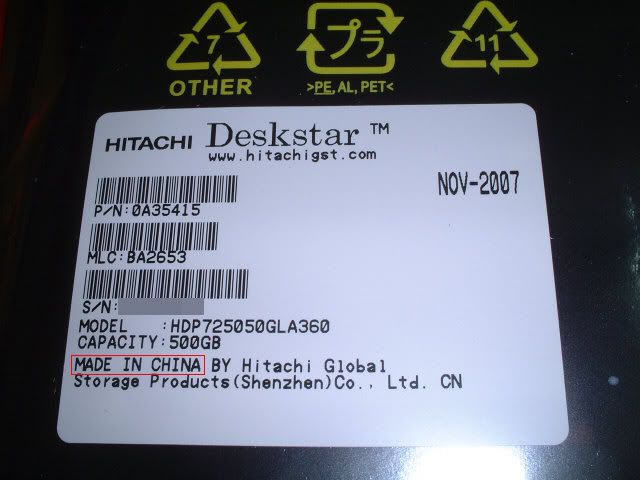 7
OTHER
プラ
>PE, AL, PET<
11
HITACHI Deskstar ™
www.hitachigst.com
NOV-2007
P/N:0A35415
MLC:BA2653
S/N:
MODEL :HDP725050GLA360
CAPACITY:500GB
MADE IN CHINA BY Hitachi Global
Storage Products(Shenzhen)Co., Ltd. CN